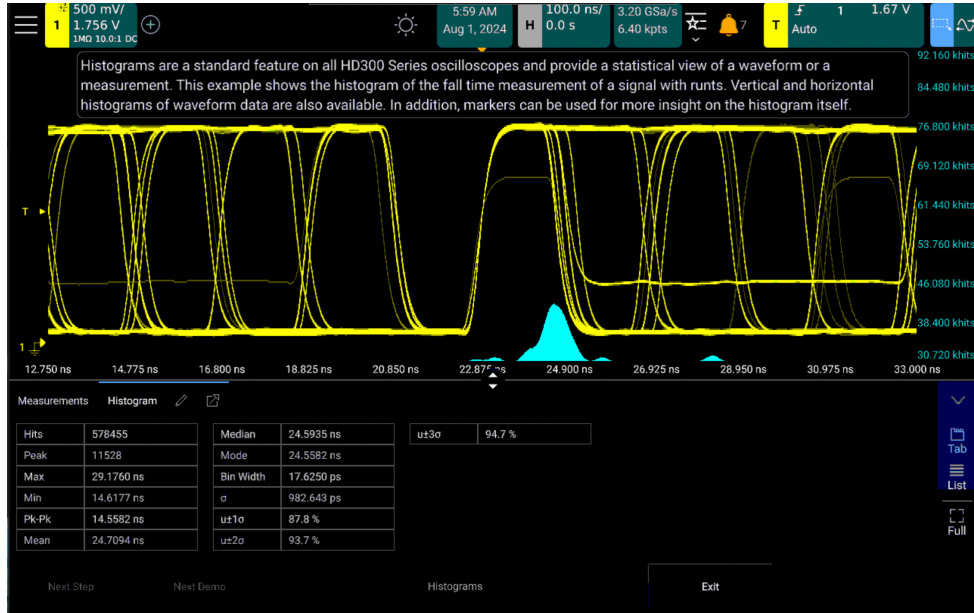 1
500 mV/
1.756 V
1MΩ 10.0:1 DC
5:59 AM
Aug 1, 2024
H
100.0 ns/
0.0 s
3.20 GSa/s
6.40 kpts
7
T
1
1.67 V
Auto
Histograms are a standard feature on all HD300 Series oscilloscopes and provide a statistical view of a waveform or a
measurement. This example shows the histogram of the fall time measurement of a signal with runts. Vertical and horizontal
histograms of waveform data are also available. In addition, markers can be used for more insight on the histogram itself.
92.160 khits
84.480 khits
76.800 khits
69.120 khits
61.440 khits
53.760 khits
46.080 khits
38.400 khits
30.720 khits
T
1
12.750 ns 14.775 ns 16.800 ns 18.825 ns 20.850 ns 22.875 ns 24.900 ns 26.925 ns 28.950 ns 30.975 ns 33.000 ns
Measurements Histogram
Hits 578455 Median 24.5935 ns u±3σ 94.7 %
Peak 11528 Mode 24.5582 ns
Max 29.1760 ns Bin Width 17.6250 ps
Min 14.6177 ns σ 982.643 ps
Pk-Pk 14.5582 ns u±1σ 87.8 %
Mean 24.7094 ns u±2σ 93.7 %
Tab
List
Full
Next Step Next Demo Histograms Exit